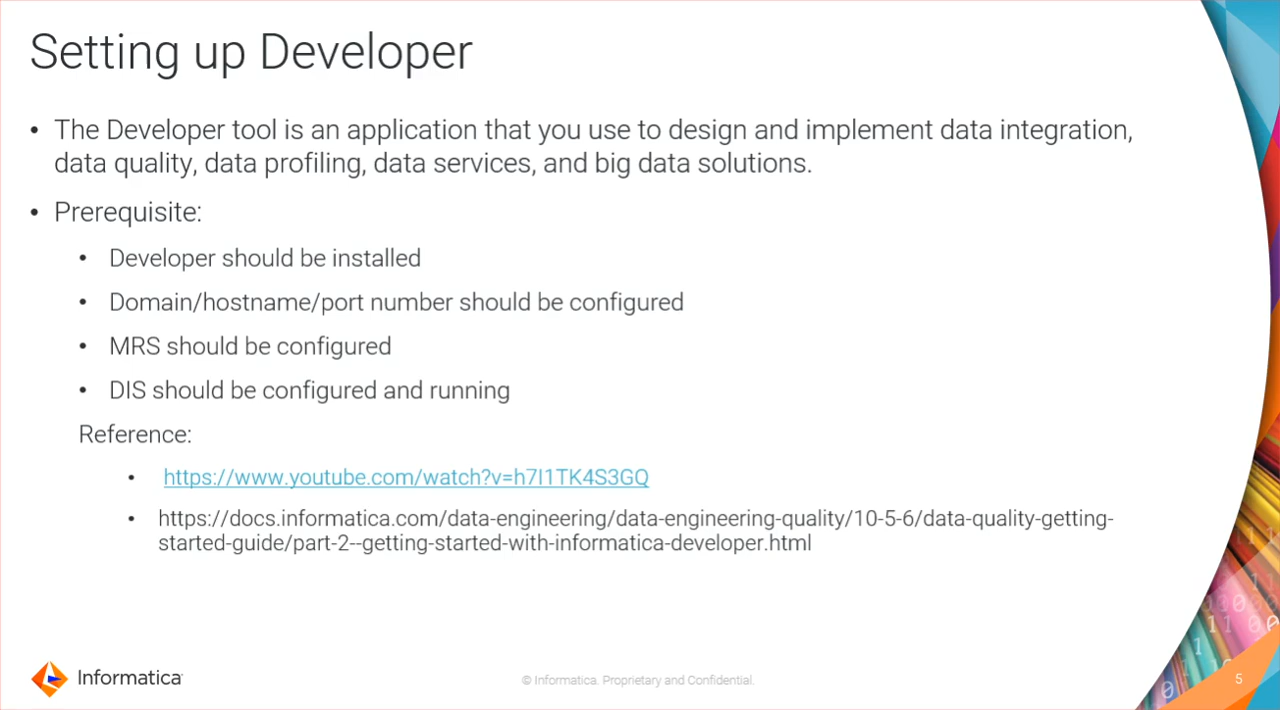 Setting up Developer
• The Developer tool is an application that you use to design and implement data integration,
data quality, data profiling, data services, and big data solutions.
• Prerequisite:
• Developer should be installed
• Domain/hostname/port number should be configured
• MRS should be configured
• DIS should be configured and running
Reference:
• https://www.youtube.com/watch?v=h7I1TK4S3GQ
• https://docs.informatica.com/data-engineering/data-engineering-quality/10-5-6/data-quality-getting-
started-guide/part-2--getting-started-with-informatica-developer.html
Informatica
© Informatica. Proprietary and Confidential.
5